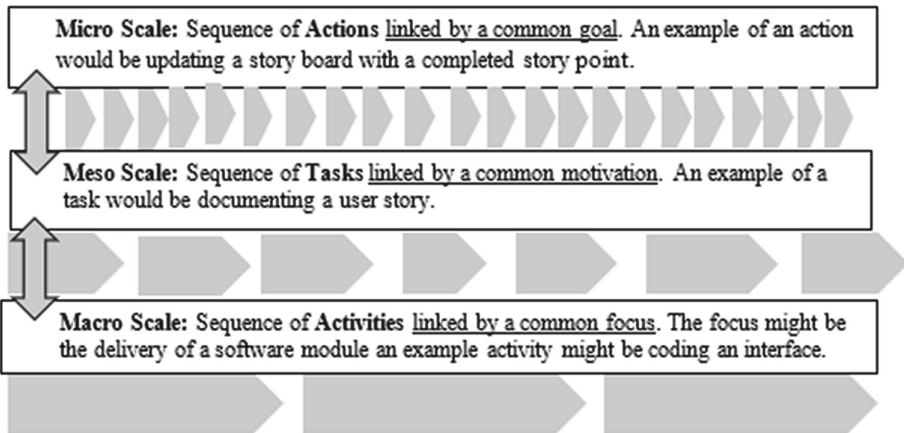 Micro Scale: Sequence of Actions linked by a common goal. An example of an action
would be updating a story board with a completed story point.
Meso Scale: Sequence of Tasks linked by a common motivation. An example of a
task would be documenting a user story.
Macro Scale: Sequence of Activities linked by a common focus. The focus might be
the delivery of a software module an example activity might be coding an interface.